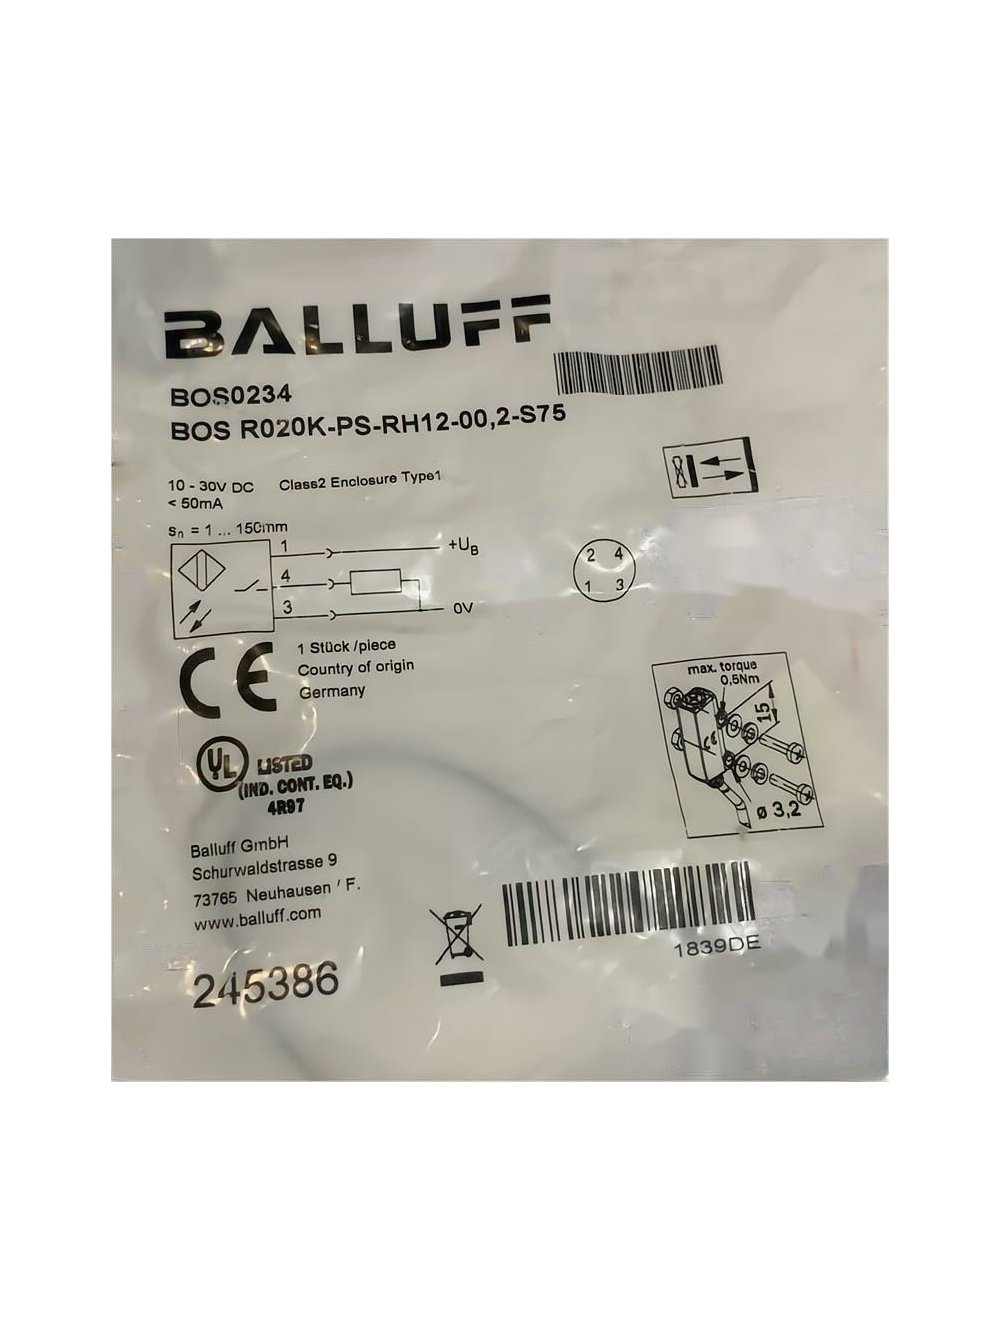 BALLUFF
BOS0234
BOS R020K-PS-RH12-00,2-S75
10 - 30V DC Class2 Enclosure Type1
< 50mA
Sn = 1 ... 150mm
1 +UB
4
3 0V
2 4
1 3
CE
1 Stück /piece
Country of origin
Germany
max. torque
0,5Nm
15
CE
ø 3,2
UL LISTED
(IND. CONT. EQ.)
4R97
Balluff GmbH
Schurwaldstrasse 9
73765 Neuhausen / F.
www.balluff.com
1839DE
245386